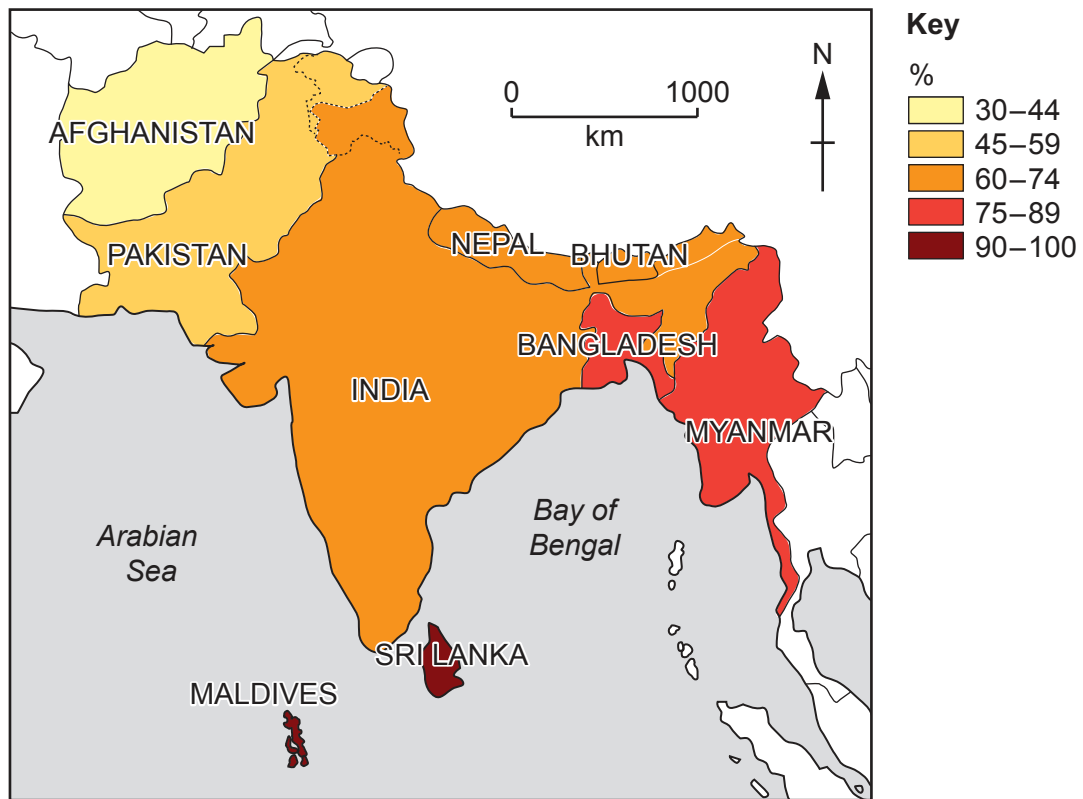 Key
%
30–44
45–59
60–74
75–89
90–100
N
0 1000
km
AFGHANISTAN
PAKISTAN
NEPAL
BHUTAN
BANGLADESH
INDIA
MYANMAR
Arabian
Sea
Bay of
Bengal
SRI LANKA
MALDIVES